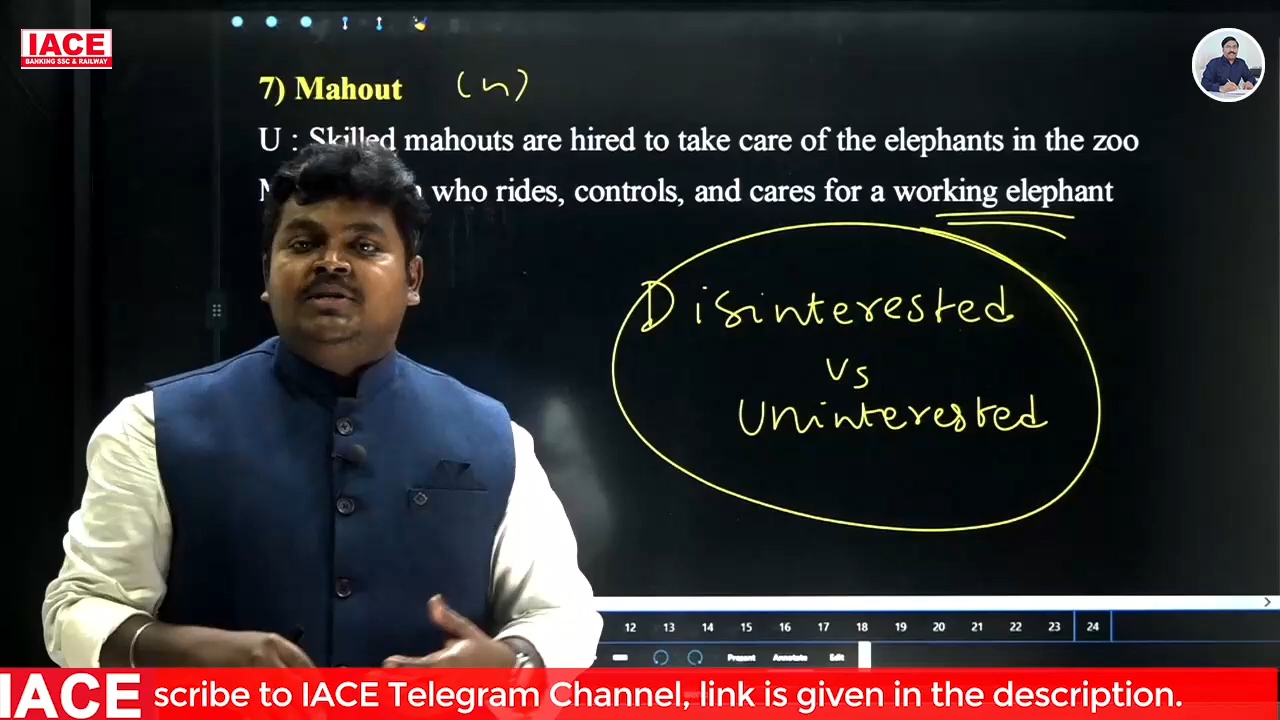 IACE
BANKING SSC & RAILWAY
7) Mahout (n)
U : Skilled mahouts are hired to take care of the elephants in the zoo
who rides, controls, and cares for a working elephant
Disinterested
vs
Uninterested
12 13 14 15 16 17 18 19 20 21 22 23 24
Present Annotate Edit
IACE scribe to IACE Telegram Channel, link is given in the description.